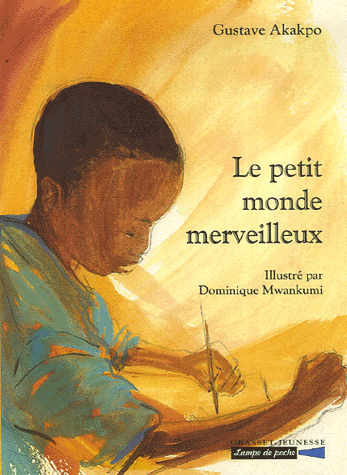 Gustave Akakpo
Le petit
monde
merveilleux
Illustré par
Dominique Mwankumi
GRASSET-JEUNESSE
Lampe de poche